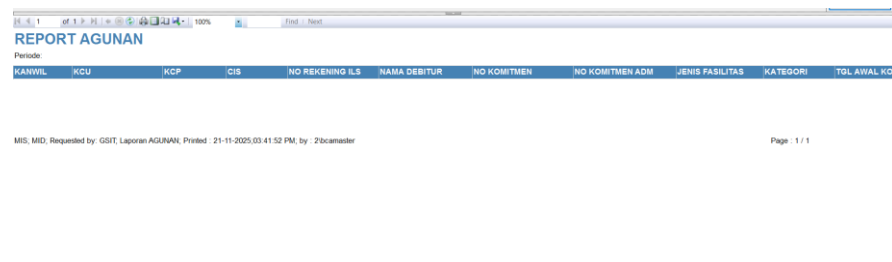 1 of 1 100% Find | Next
REPORT AGUNAN
Periode:
KANWIL KCU KCP CIS NO REKENING ILS NAMA DEBITUR NO KOMITMEN NO KOMITMEN ADM JENIS FASILITAS KATEGORI TGL AWAL KO
MIS; MID; Requested by: GSIT; Laporan AGUNAN; Printed : 21-11-2025;03:41:52 PM; by : 2\bcamaster Page : 1 / 1